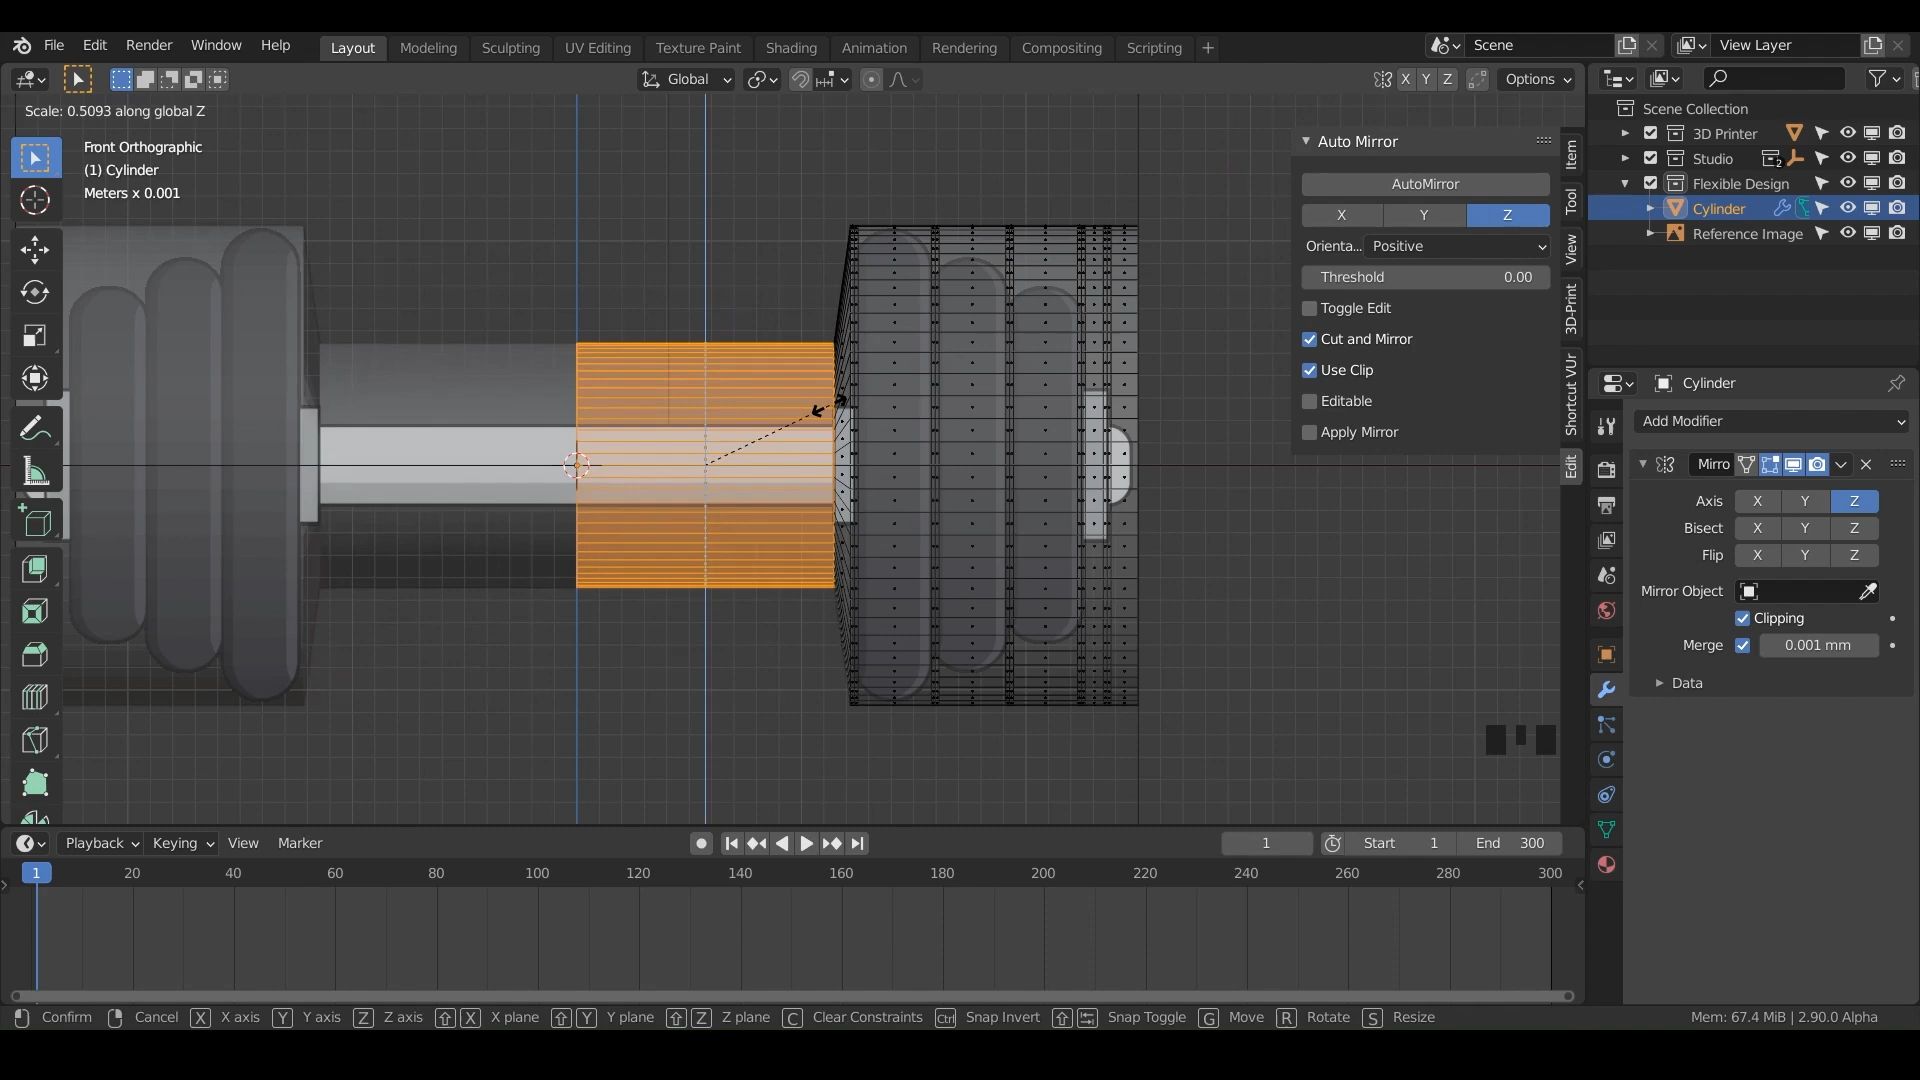 File Edit Render Window Help Layout Modeling Sculpting UV Editing Texture Paint Shading Animation Rendering Compositing Scripting + Scene View Layer
Global X Y Z Options
Scale: 0.5093 along global Z
Front Orthographic
(1) Cylinder
Meters x 0.001
Auto Mirror
AutoMirror
X Y Z
Orienta... Positive
Threshold 0.00
Toggle Edit
Cut and Mirror
Use Clip
Editable
Apply Mirror
Item
Tool
View
3D-Print
Shortcut VUr
Edit
Scene Collection
3D Printer
Studio 2
Flexible Design
Cylinder
Reference Image
Cylinder
Add Modifier
Mirro
Axis X Y Z
Bisect X Y Z
Flip X Y Z
Mirror Object
Clipping
Merge 0.001 mm
Data
Playback Keying View Marker 1 Start 1 End 300
1 20 40 60 80 100 120 140 160 180 200 220 240 260 280 300
Confirm Cancel X X axis Y Y axis Z Z axis X X plane Y Y plane Z Z plane C Clear Constraints Ctrl Snap Invert Snap Toggle G Move R Rotate S Resize Mem: 67.4 MiB | 2.90.0 Alpha